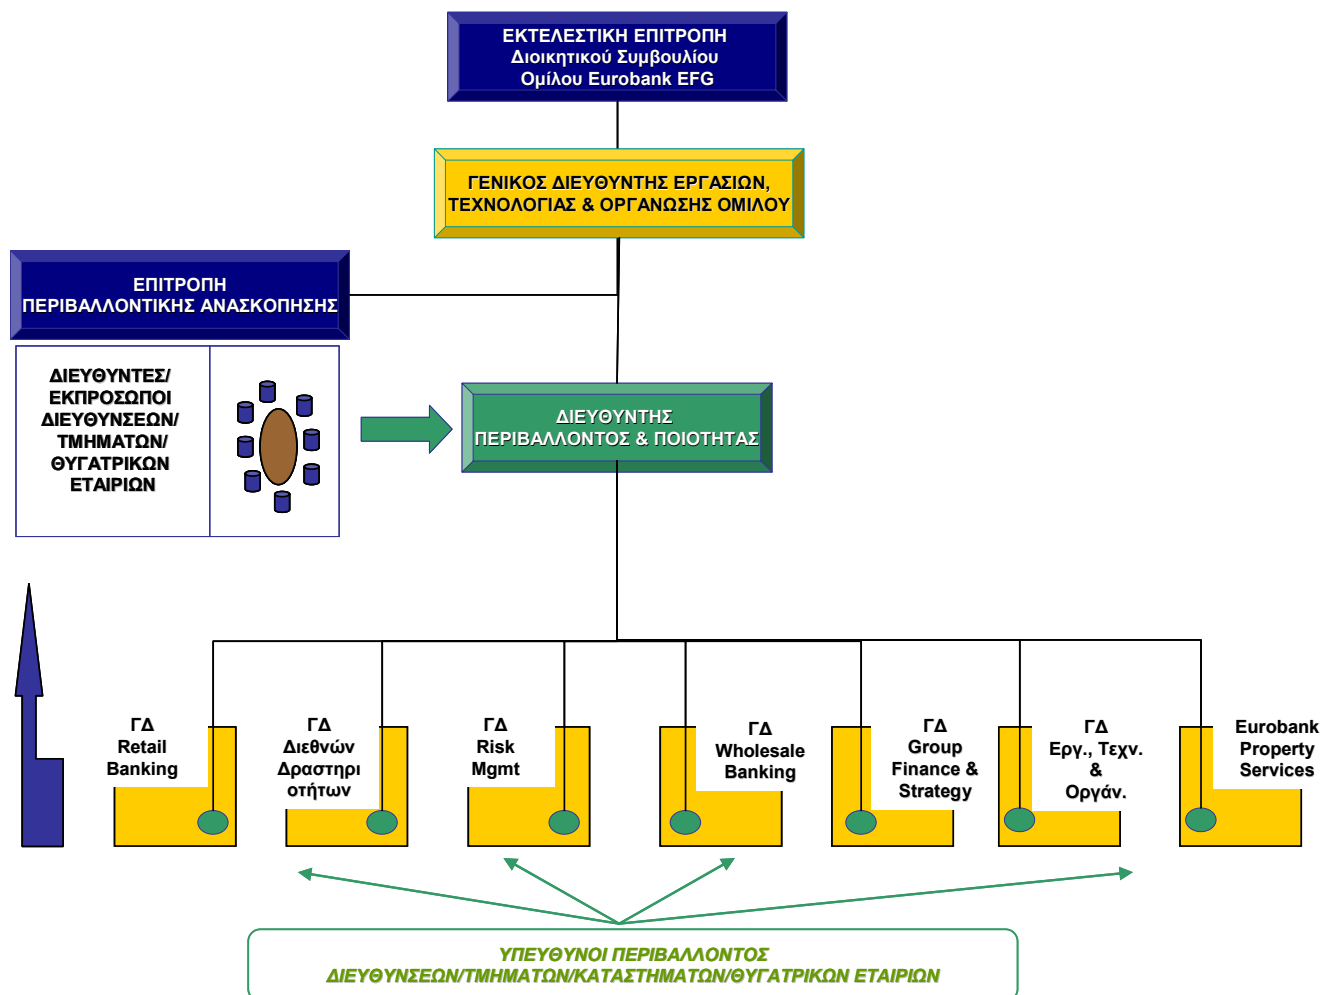 ΕΚΤΕΛΕΣΤΙΚΗ ΕΠΙΤΡΟΠΗ
Διοικητικού Συμβουλίου
Ομίλου Eurobank EFG
ΓΕΝΙΚΟΣ ΔΙΕΥΘΥΝΤΗΣ ΕΡΓΑΣΙΩΝ,
ΤΕΧΝΟΛΟΓΙΑΣ & ΟΡΓΑΝΩΣΗΣ ΟΜΙΛΟΥ
ΕΠΙΤΡΟΠΗ
ΠΕΡΙΒΑΛΛΟΝΤΙΚΗΣ ΑΝΑΣΚΟΠΗΣΗΣ
ΔΙΕΥΘΥΝΤΕΣ/
ΕΚΠΡΟΣΩΠΟΙ
ΔΙΕΥΘΥΝΣΕΩΝ/
ΤΜΗΜΑΤΩΝ/
ΘΥΓΑΤΡΙΚΩΝ
ΕΤΑΙΡΙΩΝ
ΔΙΕΥΘΥΝΤΗΣ
ΠΕΡΙΒΑΛΛΟΝΤΟΣ & ΠΟΙΟΤΗΤΑΣ
ΓΔ
Retail
Banking
ΓΔ
Διεθνών
Δραστηρι
οτήτων
ΓΔ
Risk
Mgmt
ΓΔ
Wholesale
Banking
ΓΔ
Group
Finance &
Strategy
ΓΔ
Εργ., Τεχν.
&
Οργάν.
Eurobank
Property
Services
ΥΠΕΥΘΥΝΟΙ ΠΕΡΙΒΑΛΛΟΝΤΟΣ
ΔΙΕΥΘΥΝΣΕΩΝ/ΤΜΗΜΑΤΩΝ/ΚΑΤΑΣΤΗΜΑΤΩΝ/ΘΥΓΑΤΡΙΚΩΝ ΕΤΑΙΡΙΩΝ